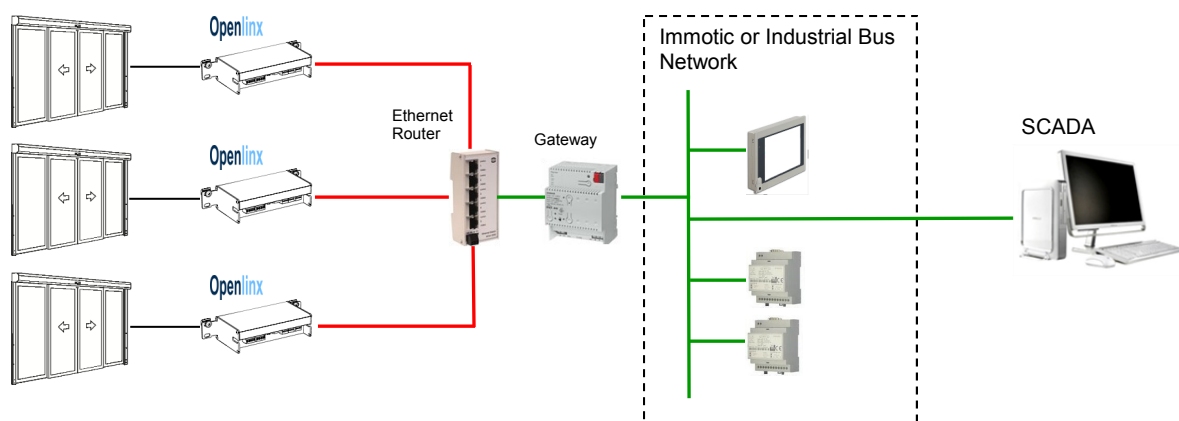 Openlinx
Immotic or Industrial Bus
Network
Ethernet
Router
Gateway
SCADA
Openlinx
Openlinx